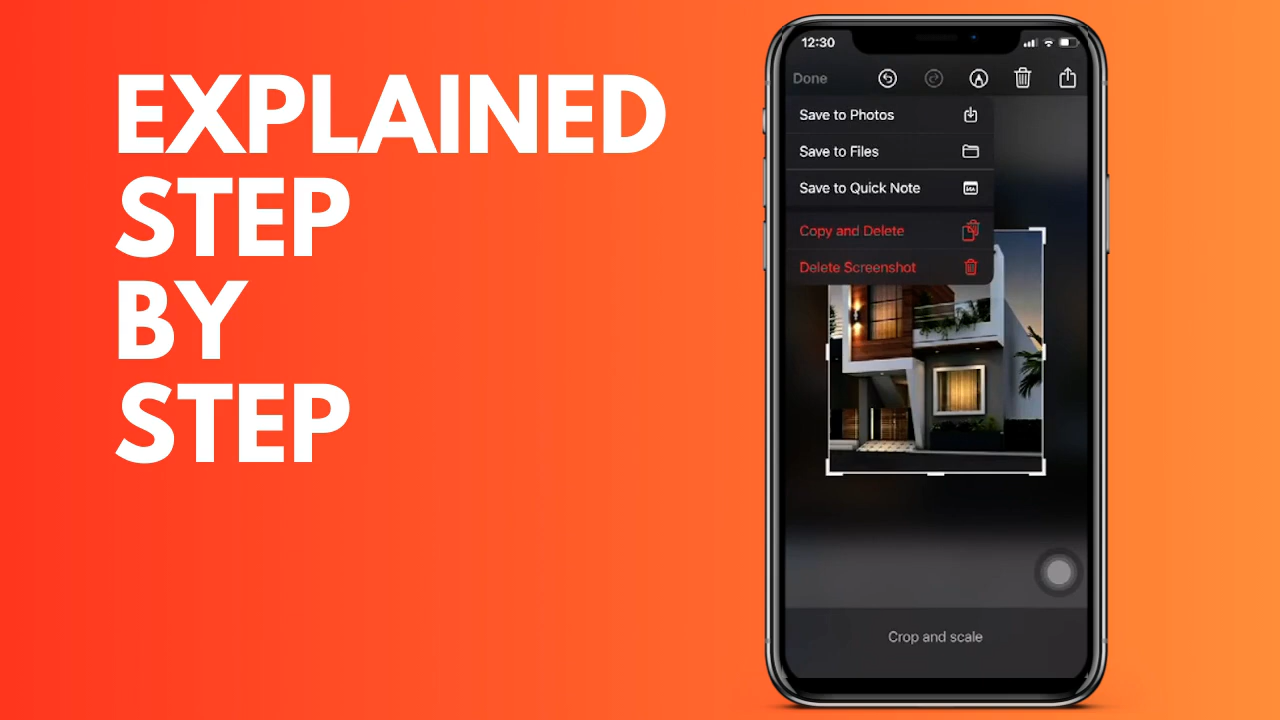 EXPLAINED
STEP
BY
STEP
12:30
Done
Save to Photos
Save to Files
Save to Quick Note
Copy and Delete
Delete Screenshot
Crop and scale